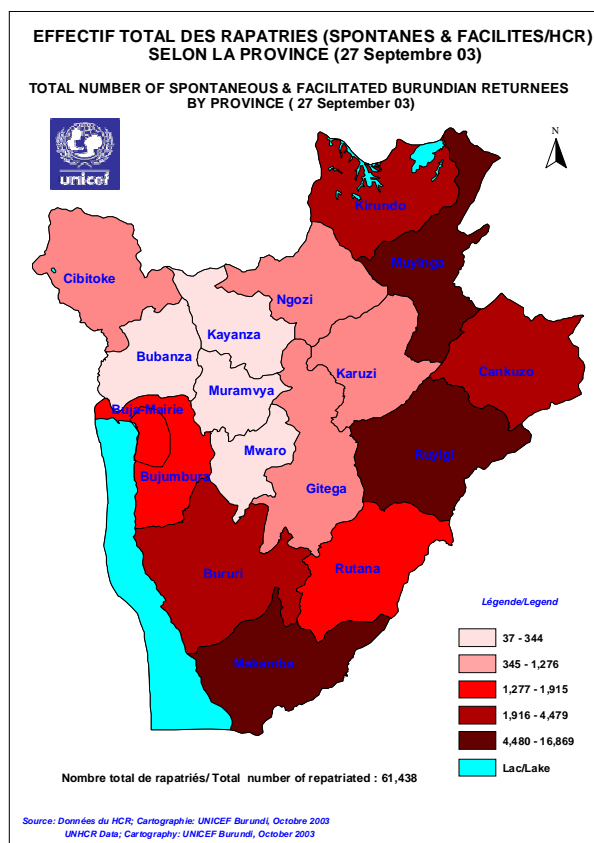 EFFECTIF TOTAL DES RAPATRIES (SPONTANES & FACILITES/HCR)
SELON LA PROVINCE (27 Septembre 03)
TOTAL NUMBER OF SPONTANEOUS & FACILITATED BURUNDIAN RETURNEES
BY PROVINCE ( 27 September 03)
unicef
N
Kirundo
Muyinga
Cibitoke
Ngozi
Kayanza
Bubanza
Karuzi
Cankuzo
Muramvya
Buja-Mairie
Mwaro
Ruyigi
Bujumbura
Gitega
Rutana
Bururi
Makamba
Légende/Legend
37 - 344
345 - 1,276
1,277 - 1,915
1,916 - 4,479
4,480 - 16,869
Lac/Lake
Nombre total de rapatriés/ Total number of repatriated : 61,438
Source: Données du HCR; Cartographie: UNICEF Burundi, Octobre 2003
UNHCR Data; Cartography: UNICEF Burundi, October 2003